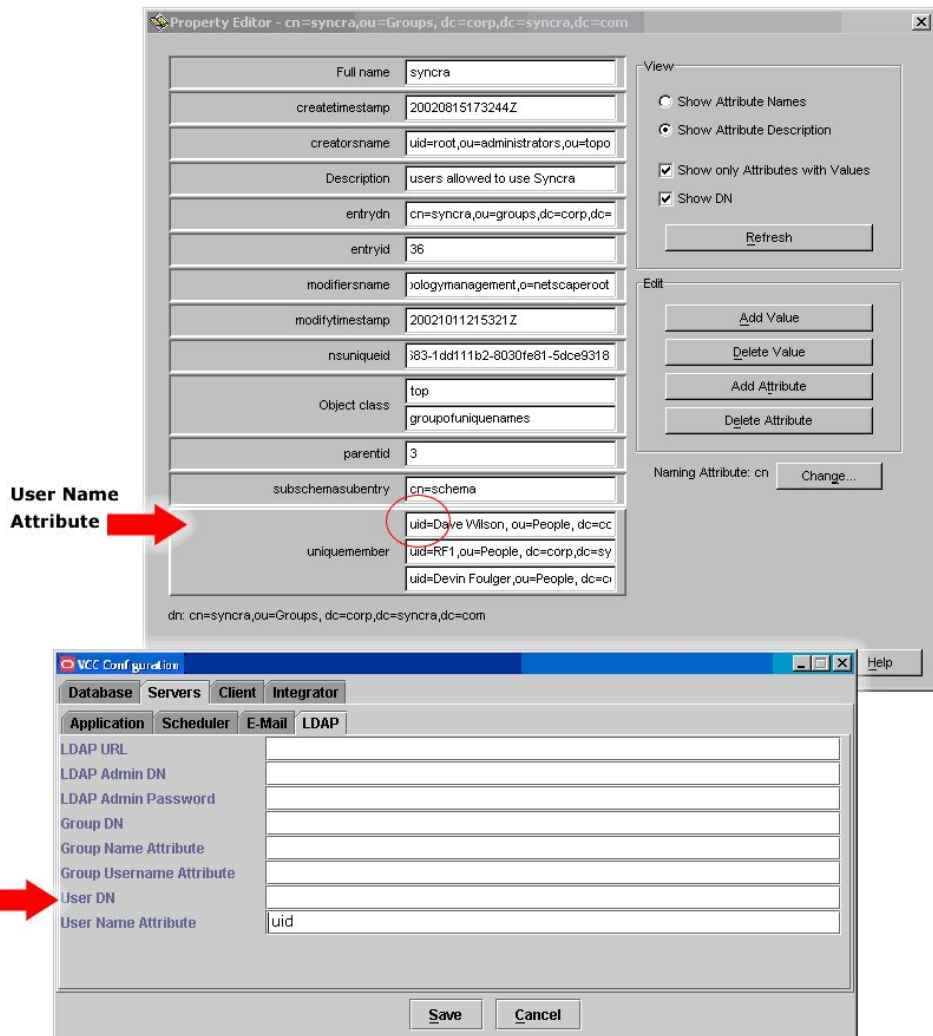 Property Editor - cn=syncra,ou=Groups, dc=corp,dc=syncra,dc=com
Full name syncra
createtimestamp 20020815173244Z
creatorsname uid=root,ou=administrators,ou=topo
Description users allowed to use Syncra
entrydn cn=syncra,ou=groups,dc=corp,dc=
entryid 36
modifiersname ologymanagement,o=netscaperoot
modifytimestamp 20021011215321Z
nsuniqueid 83-1dd111b2-8030fe81-5dce9318
Object class top
groupofuniquenames
parentid 3
subschemasubentry cn=schema
uniquemember uid=Dave Wilson, ou=People, dc=co
uid=RF1,ou=People, dc=corp,dc=sy
uid=Devin Foulger,ou=People, dc=c
dn: cn=syncra,ou=Groups, dc=corp,dc=syncra,dc=com
View
Show Attribute Names
Show Attribute Description
Show only Attributes with Values
Show DN
Refresh
Edit
Add Value
Delete Value
Add Attribute
Delete Attribute
Naming Attribute: cn Change...
Help
User Name
Attribute
VCC Configuration
Database Servers Client Integrator
Application Scheduler E-Mail LDAP
LDAP URL
LDAP Admin DN
LDAP Admin Password
Group DN
Group Name Attribute
Group Username Attribute
User DN
User Name Attribute uid
Save Cancel